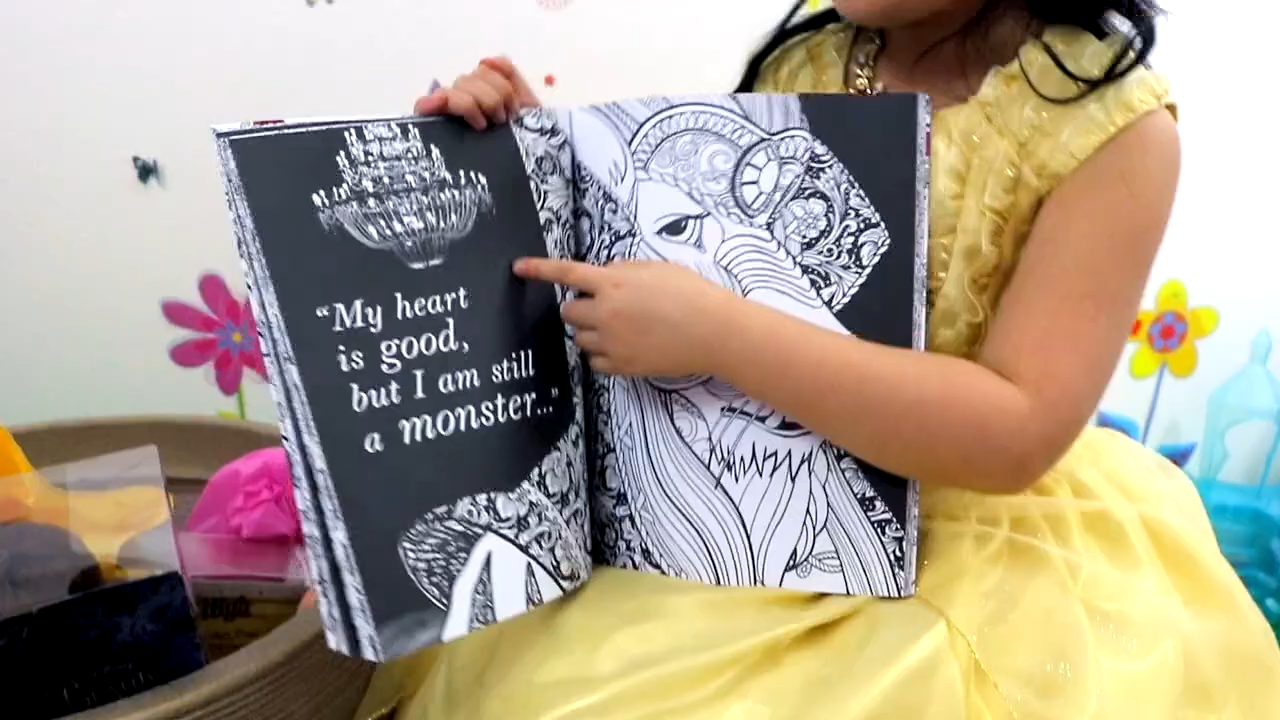 “My heart
is good,
but I am still
a monster...”